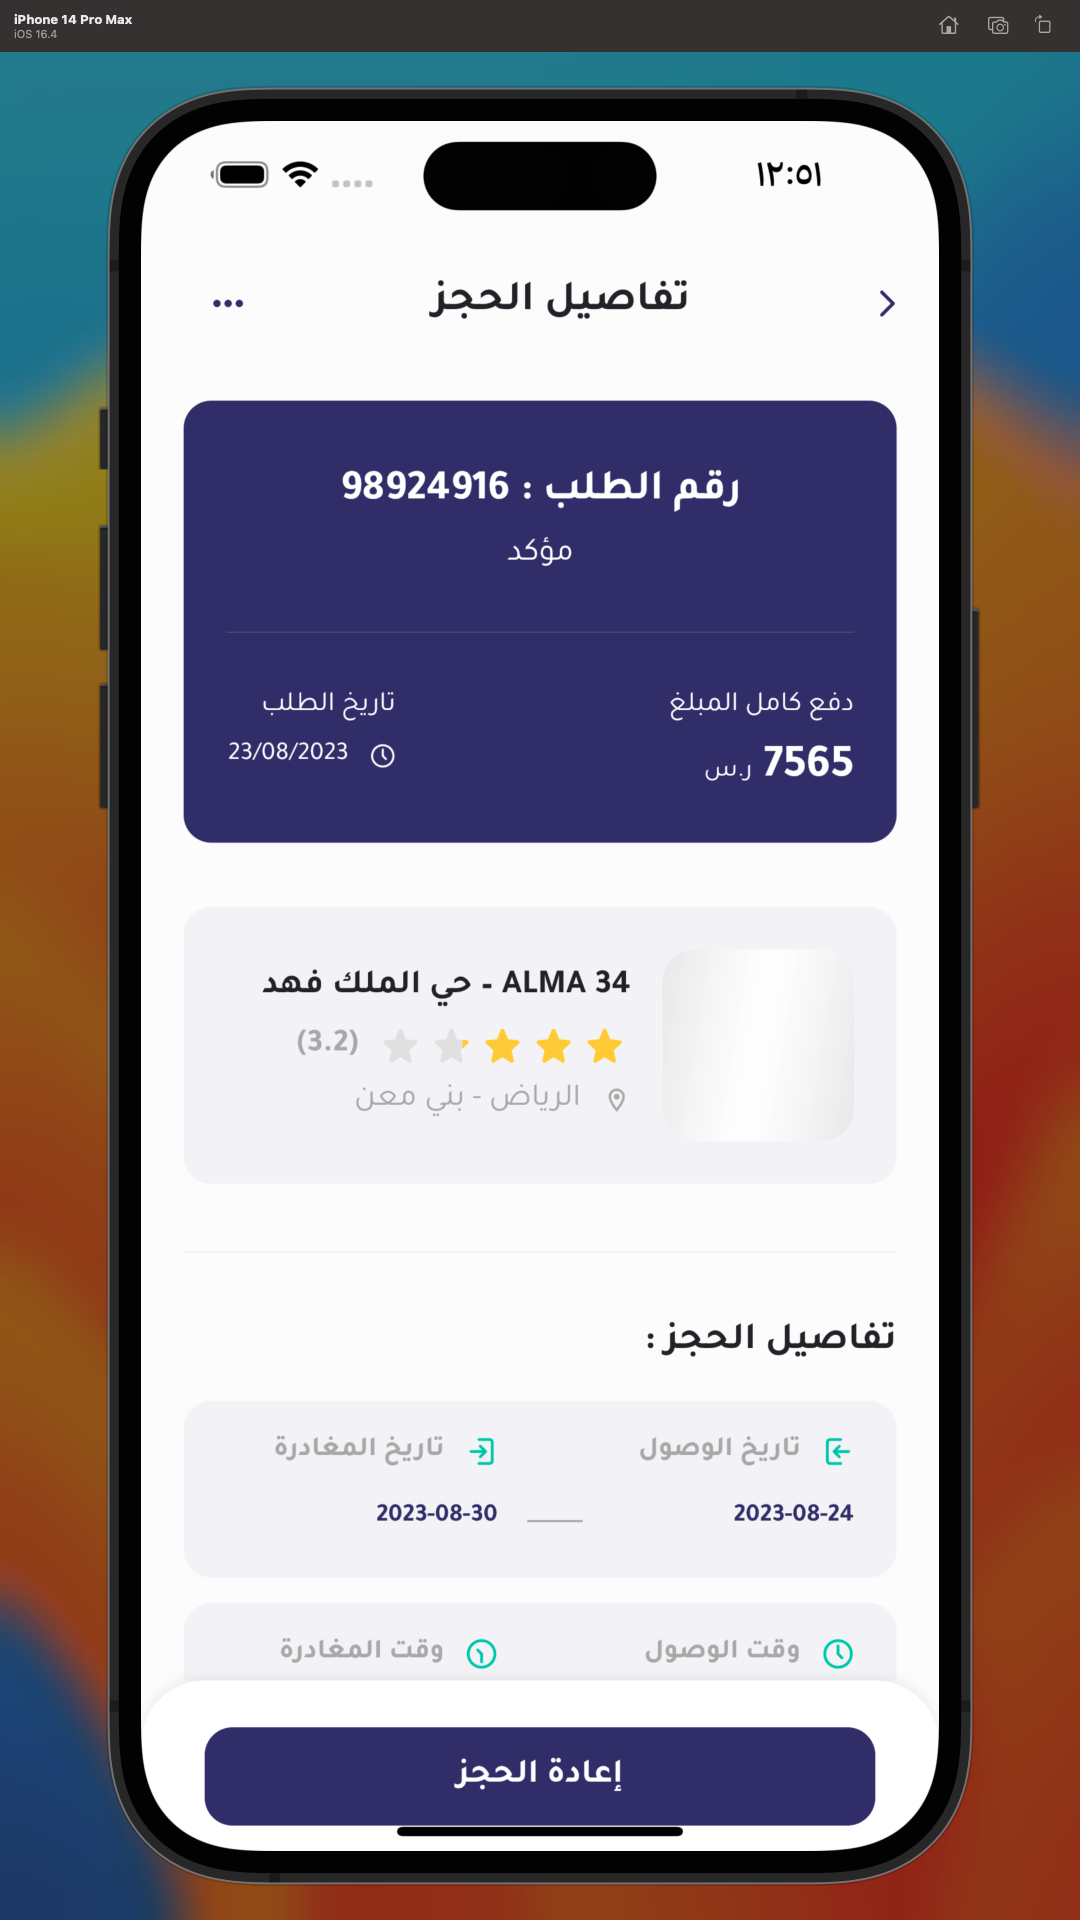 iPhone 14 Pro Max
iOS 16.4
١٢:٥١
تفاصيل الحجز
رقم الطلب : 98924916
مؤكد
دفع كامل المبلغ
تاريخ الطلب
7565 ر.س
23/08/2023
ALMA 34 - حي الملك فهد
(3.2)
الرياض - بني معن
تفاصيل الحجز :
تاريخ الوصول
تاريخ المغادرة
2023-08-24
2023-08-30
وقت الوصول
وقت المغادرة
إعادة الحجز